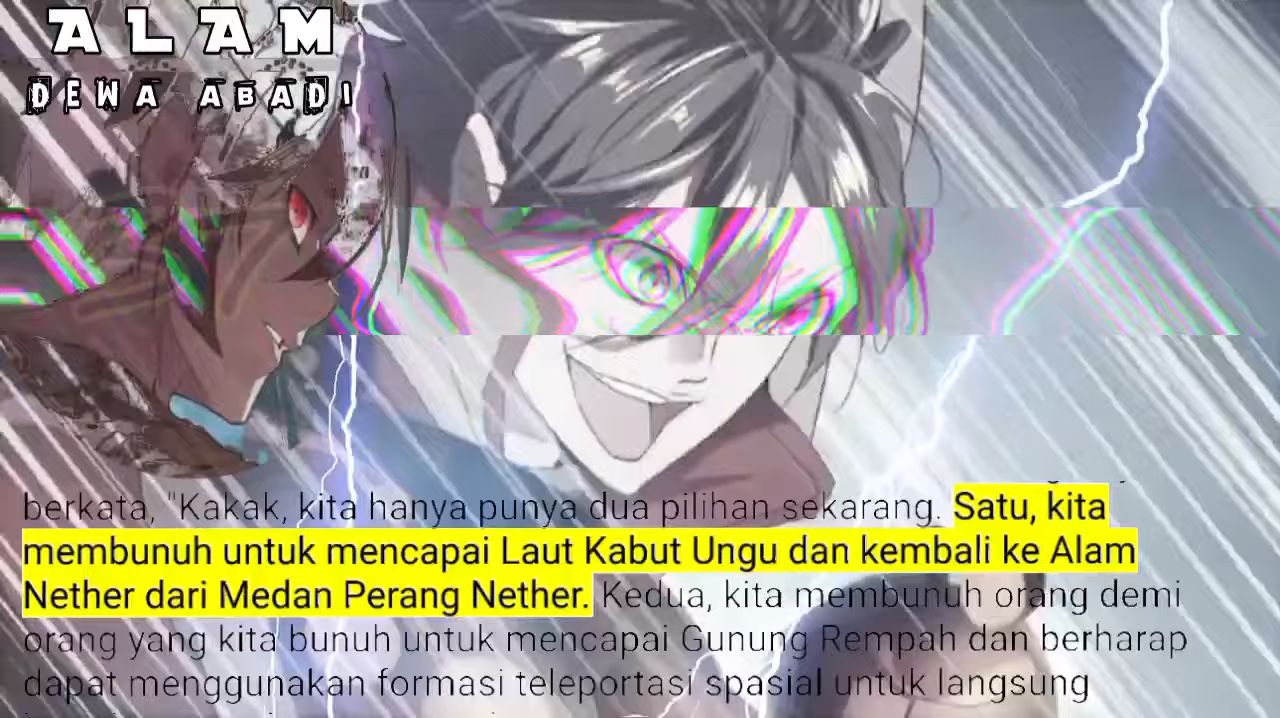 ALAM
DEWA ABADI
berkata, "Kakak, kita hanya punya dua pilihan sekarang. Satu, kita
membunuh untuk mencapai Laut Kabut Ungu dan kembali ke Alam
Nether dari Medan Perang Nether. Kedua, kita membunuh orang demi
orang yang kita bunuh untuk mencapai Gunung Rempah dan berharap
dapat menggunakan formasi teleportasi spasial untuk langsung